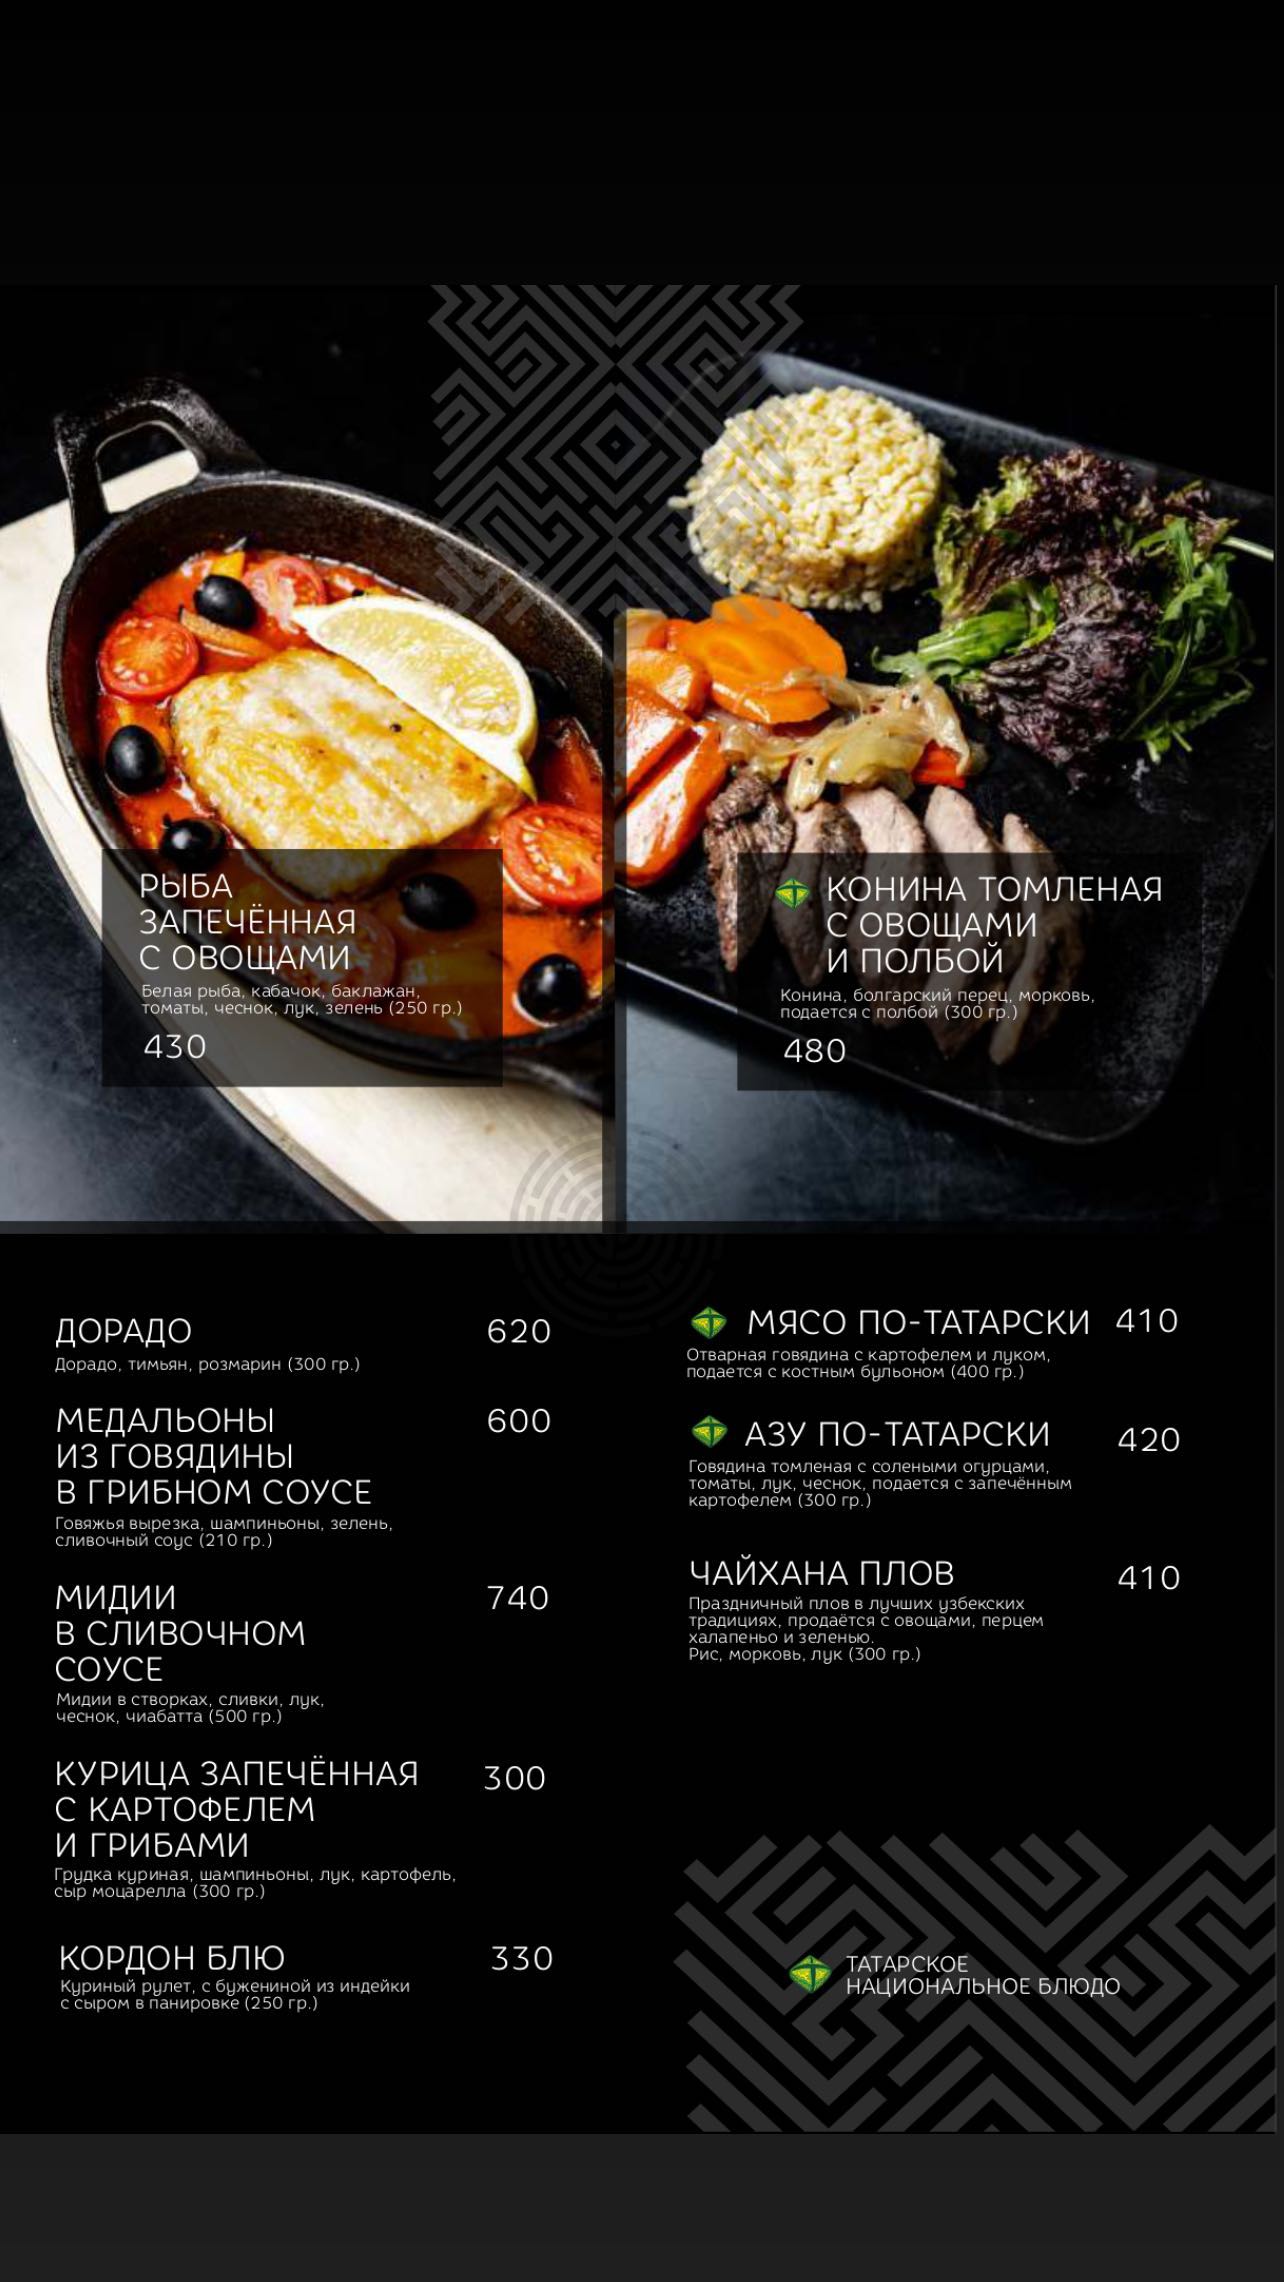 РЫБА
ЗАПЕЧЁННАЯ
С ОВОЩАМИ
Белая рыба, кабачок, баклажан,
томаты, чеснок, лук, зелень (250 гр.)
430
КОНИНА ТОМЛЕНАЯ
С ОВОЩАМИ
И ПОЛБОЙ
Конина, болгарский перец, морковь,
подается с полбой (300 гр.)
480
ДОРАДО 620
Дорадо, тимьян, розмарин (300 гр.)
МЕДАЛЬОНЫ 600
ИЗ ГОВЯДИНЫ
В ГРИБНОМ СОУСЕ
Говяжья вырезка, шампиньоны, зелень,
сливочный соус (210 гр.)
МИДИИ 740
В СЛИВОЧНОМ
СОУСЕ
Мидии в створках, сливки, лук,
чеснок, чиабатта (500 гр.)
КУРИЦА ЗАПЕЧЁННАЯ 300
С КАРТОФЕЛЕМ
И ГРИБАМИ
Грудка куриная, шампиньоны, лук, картофель,
сыр моцарелла (300 гр.)
КОРДОН БЛЮ 330
Куриный рулет, с бужениной из индейки
с сыром в панировке (250 гр.)
МЯСО ПО-ТАТАРСКИ 410
Отварная говядина с картофелем и луком,
подается с костным бульоном (400 гр.)
АЗУ ПО-ТАТАРСКИ 420
Говядина томленая с солеными огурцами,
томаты, лук, чеснок, подается с запечённым
картофелем (300 гр.)
ЧАЙХАНА ПЛОВ 410
Праздничный плов в лучших узбекских
традициях, продаётся с овощами, перцем
халапеньо и зеленью.
Рис, морковь, лук (300 гр.)
ТАТАРСКОЕ
НАЦИОНАЛЬНОЕ БЛЮДО